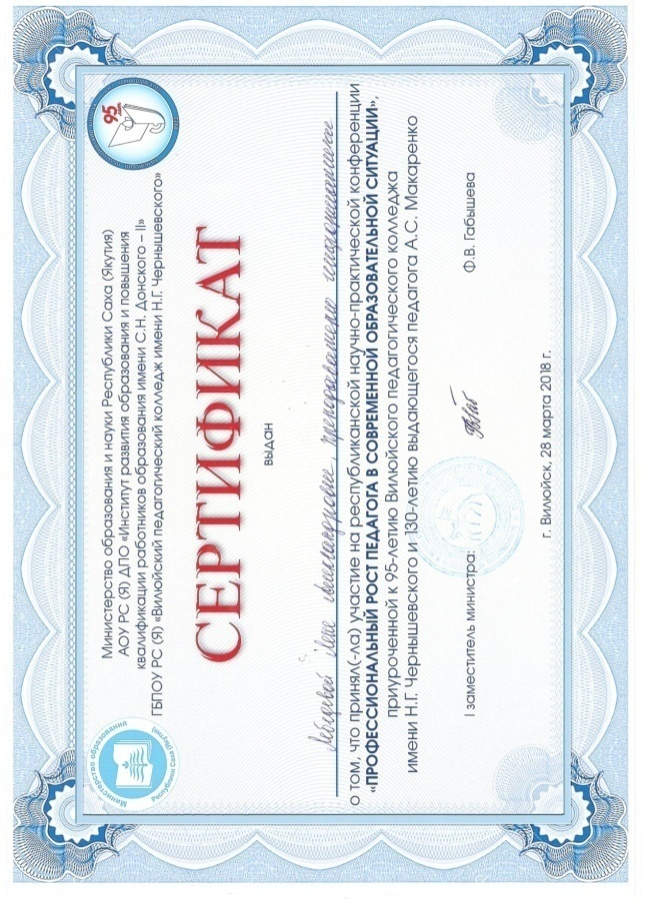 Министерство образования и науки Республики Саха (Якутия)
АОУ РС (Я) ДПО «Институт развития образования и повышения
квалификации работников образования имени С.Н. Донского – II»
ГБПОУ РС (Я) «Вилюйский педагогический колледж имени Н.Г. Чернышевского»
Министерство образования
Республики Саха (Якутия)
95
СЕРТИФИКАТ
выдан
Лебедевой Александровне, преподавателю
о том, что принял(-ла) участие на республиканской научно-практической конференции
«ПРОФЕССИОНАЛЬНЫЙ РОСТ ПЕДАГОГА В СОВРЕМЕННОЙ ОБРАЗОВАТЕЛЬНОЙ СИТУАЦИИ»,
приуроченной к 95-летию Вилюйского педагогического колледжа
имени Н.Г. Чернышевского и 130-летию выдающегося педагога А.С. Макаренко
I заместитель министра: Ф.В. Габышева
г. Вилюйск, 28 марта 2018 г.